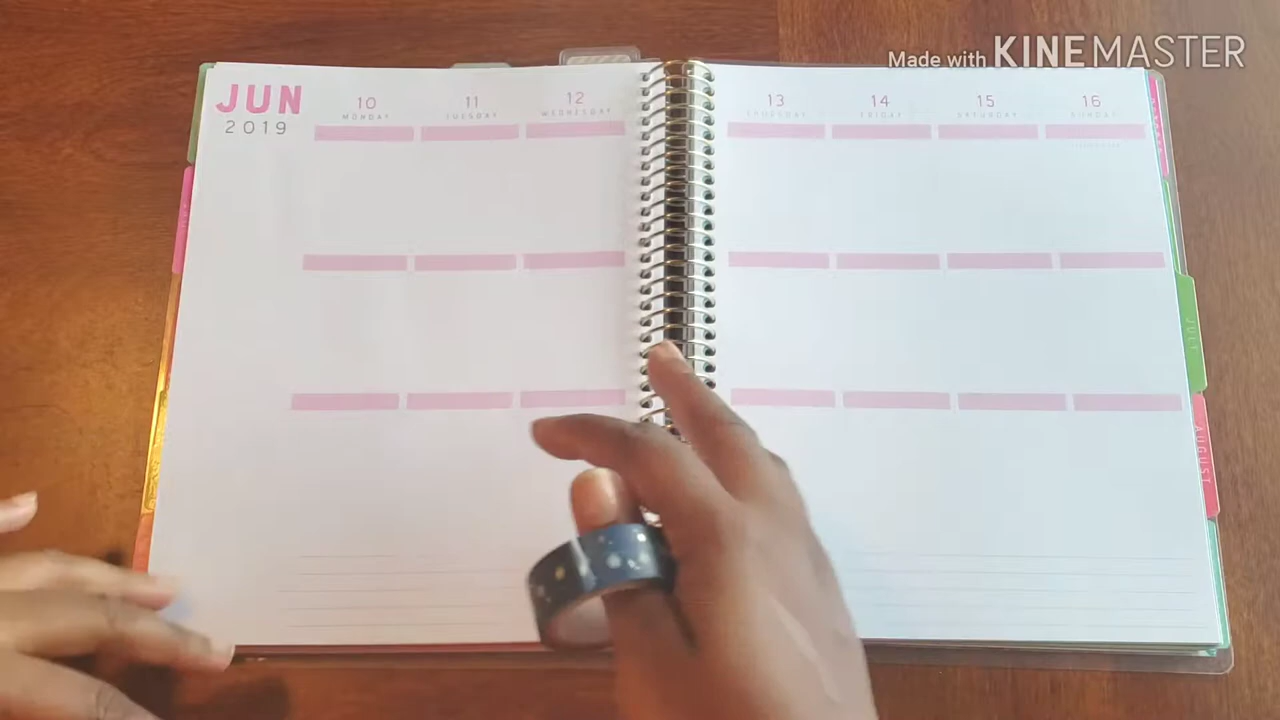 Made with KINEMASTER
JUN
2019
10
MONDAY
11
TUESDAY
12
WEDNESDAY
13
THURSDAY
14
FRIDAY
15
SATURDAY
16
SUNDAY
JULY
AUGUST